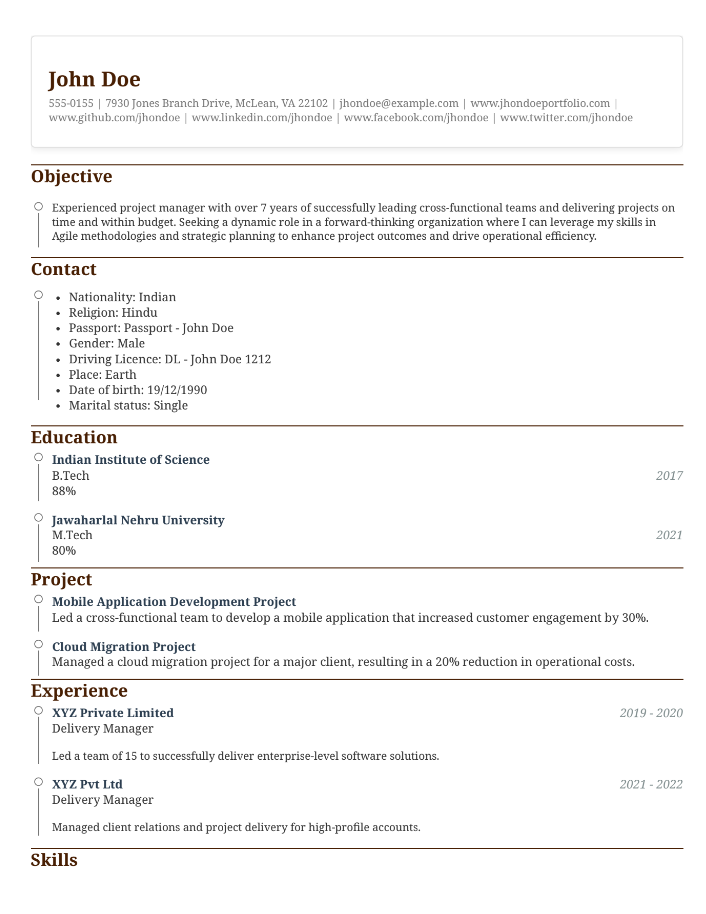 John Doe
555-0155 | 7930 Jones Branch Drive, McLean, VA 22102 | jhondoe@example.com | www.jhondoeportfolio.com |
www.github.com/jhondoe | www.linkedin.com/jhondoe | www.facebook.com/jhondoe | www.twitter.com/jhondoe
Objective
Experienced project manager with over 7 years of successfully leading cross-functional teams and delivering projects on
time and within budget. Seeking a dynamic role in a forward-thinking organization where I can leverage my skills in
Agile methodologies and strategic planning to enhance project outcomes and drive operational efficiency.
Contact
• Nationality: Indian
• Religion: Hindu
• Passport: Passport - John Doe
• Gender: Male
• Driving Licence: DL - John Doe 1212
• Place: Earth
• Date of birth: 19/12/1990
• Marital status: Single
Education
Indian Institute of Science
B.Tech 2017
88%
Jawaharlal Nehru University
M.Tech 2021
80%
Project
Mobile Application Development Project
Led a cross-functional team to develop a mobile application that increased customer engagement by 30%.
Cloud Migration Project
Managed a cloud migration project for a major client, resulting in a 20% reduction in operational costs.
Experience
XYZ Private Limited 2019 - 2020
Delivery Manager
Led a team of 15 to successfully deliver enterprise-level software solutions.
XYZ Pvt Ltd 2021 - 2022
Delivery Manager
Managed client relations and project delivery for high-profile accounts.
Skills